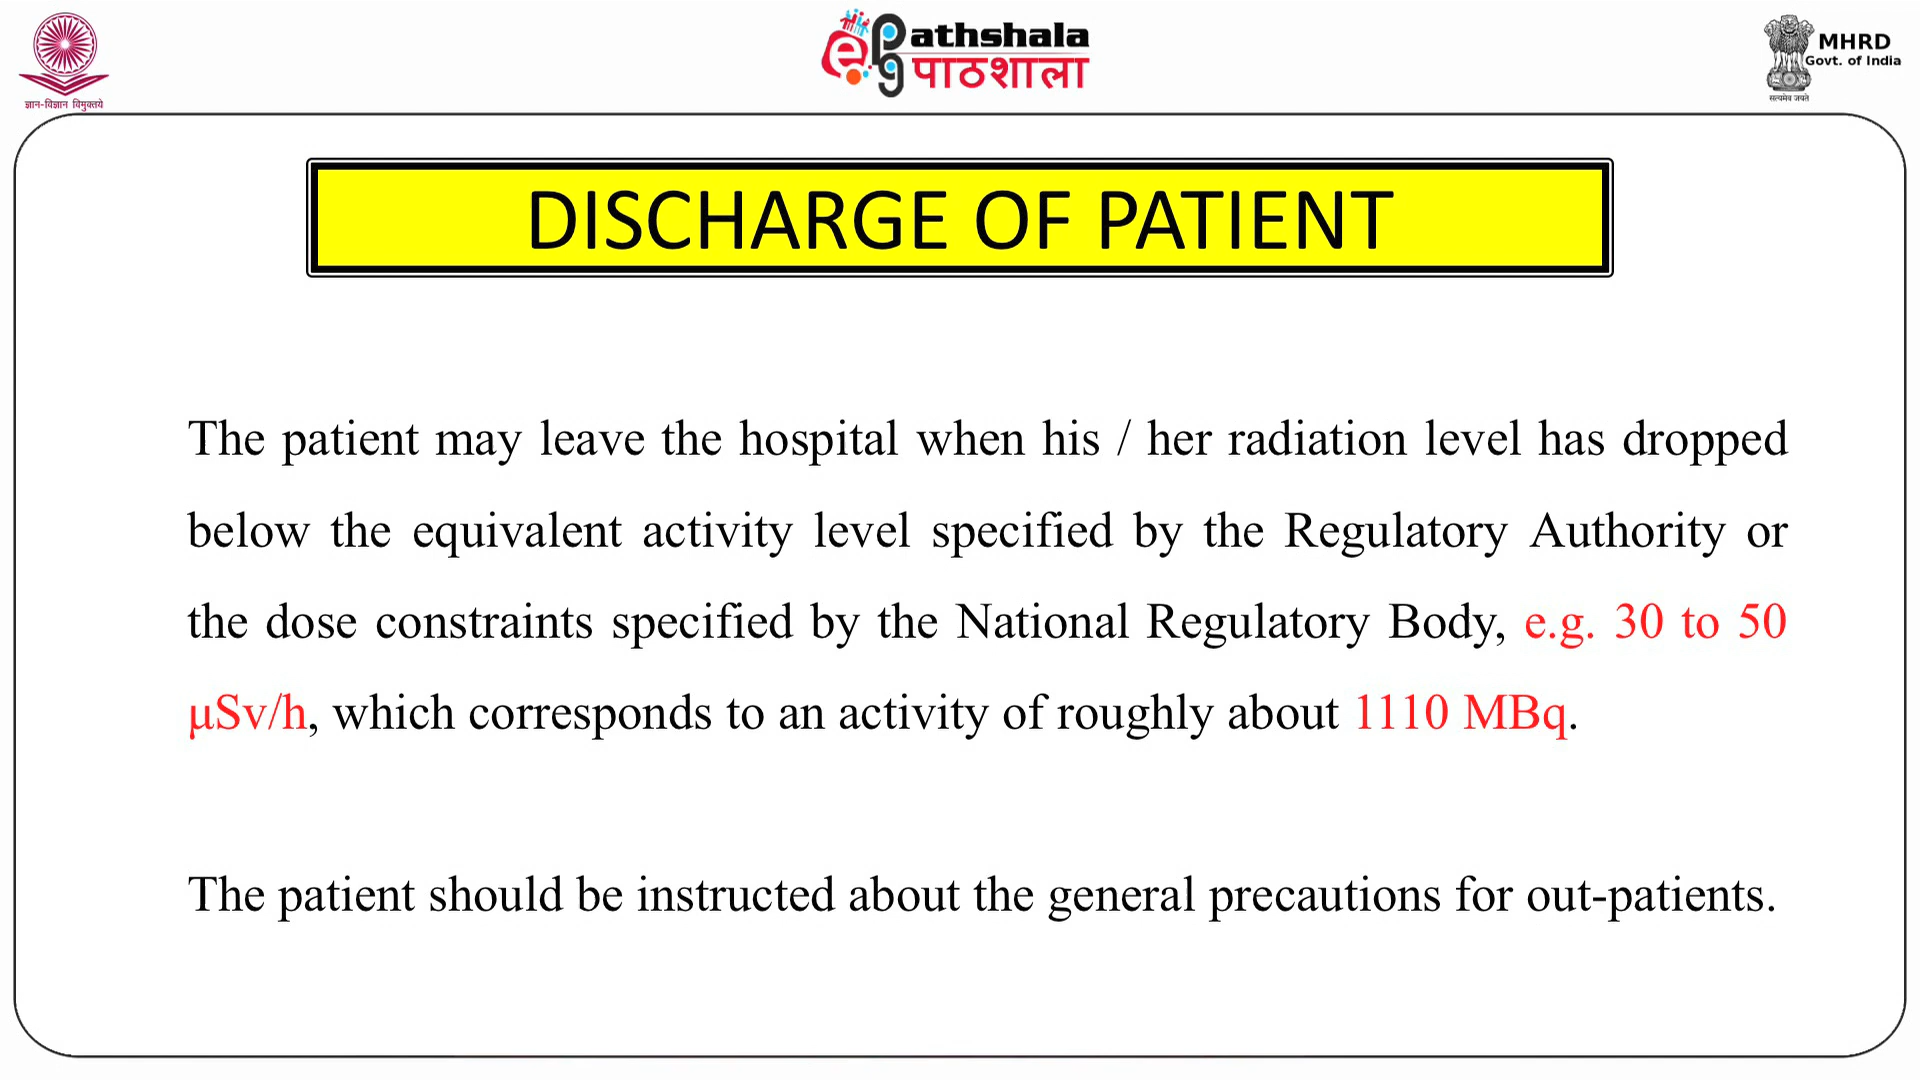 ज्ञान-विज्ञान विमुक्तये
e Pg athshala
पाठशाला
MHRD
Govt. of India
सत्यमेव जयते
DISCHARGE OF PATIENT
The patient may leave the hospital when his / her radiation level has dropped
below the equivalent activity level specified by the Regulatory Authority or
the dose constraints specified by the National Regulatory Body, e.g. 30 to 50
μSv/h, which corresponds to an activity of roughly about 1110 MBq.
The patient should be instructed about the general precautions for out-patients.